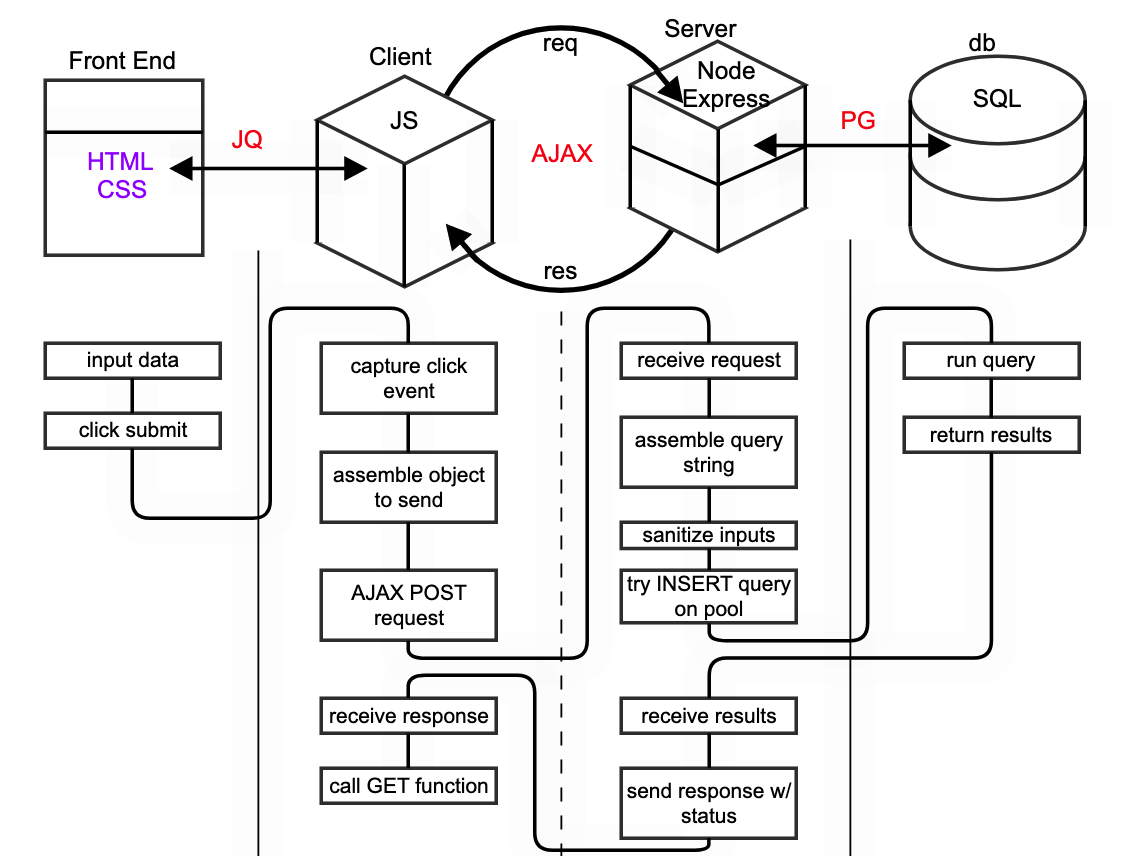 Front End
Client
req
Server
db
HTML
CSS
JQ
JS
AJAX
Node
Express
PG
SQL
res
input data
click submit
capture click
event
assemble object
to send
AJAX POST
request
receive request
assemble query
string
sanitize inputs
try INSERT query
on pool
run query
return results
receive results
send response w/
status
receive response
call GET function